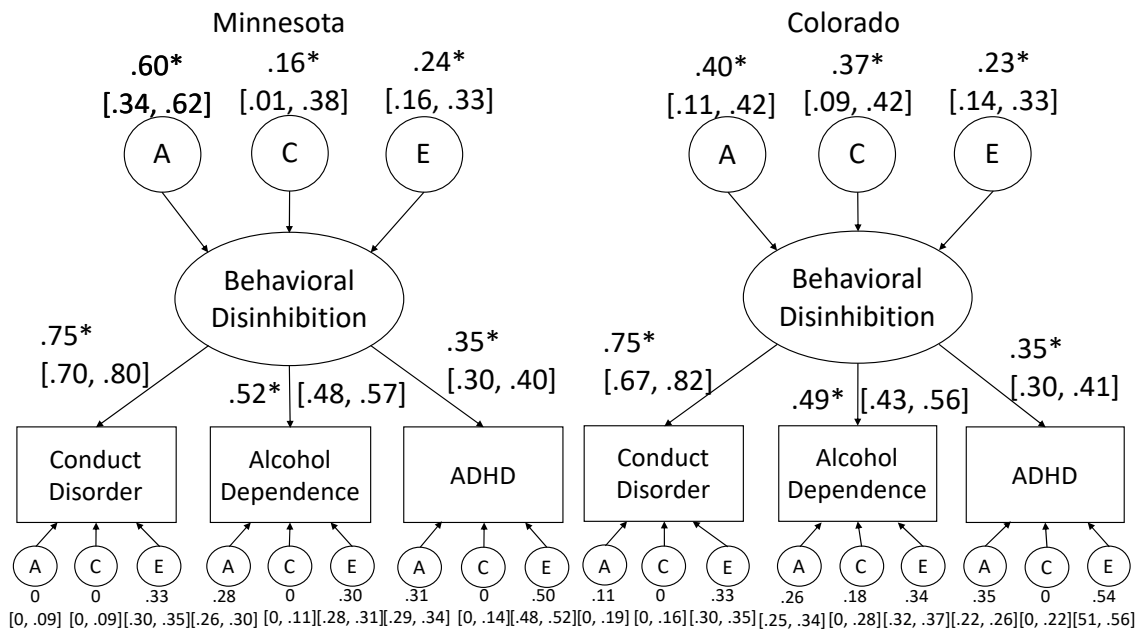 Minnesota
Colorado
.60*
[.34, .62]
.16*
[.01, .38]
.24*
[.16, .33]
.40*
[.11, .42]
.37*
[.09, .42]
.23*
[.14, .33]
A
C
E
A
C
E
Behavioral
Disinhibition
Behavioral
Disinhibition
.75*
[.70, .80]
.52*
[.48, .57]
.35*
[.30, .40]
.75*
[.67, .82]
.49*
[.43, .56]
.35*
[.30, .41]
Conduct
Disorder
Alcohol
Dependence
ADHD
Conduct
Disorder
Alcohol
Dependence
ADHD
A C E A C E A C E A C E A C E A C E
0 0 .33 .28 0 .30 .31 0 .50 .11 0 .33 .26 .18 .34 .35 0 .54
[0, .09] [0, .09] [.30, .35] [.26, .30] [0, .11] [.28, .31] [.29, .34] [0, .14] [.48, .52] [0, .19] [0, .16] [.30, .35] [.25, .34] [0, .28] [.32, .37] [.22, .26] [0, .22] [51, .56]